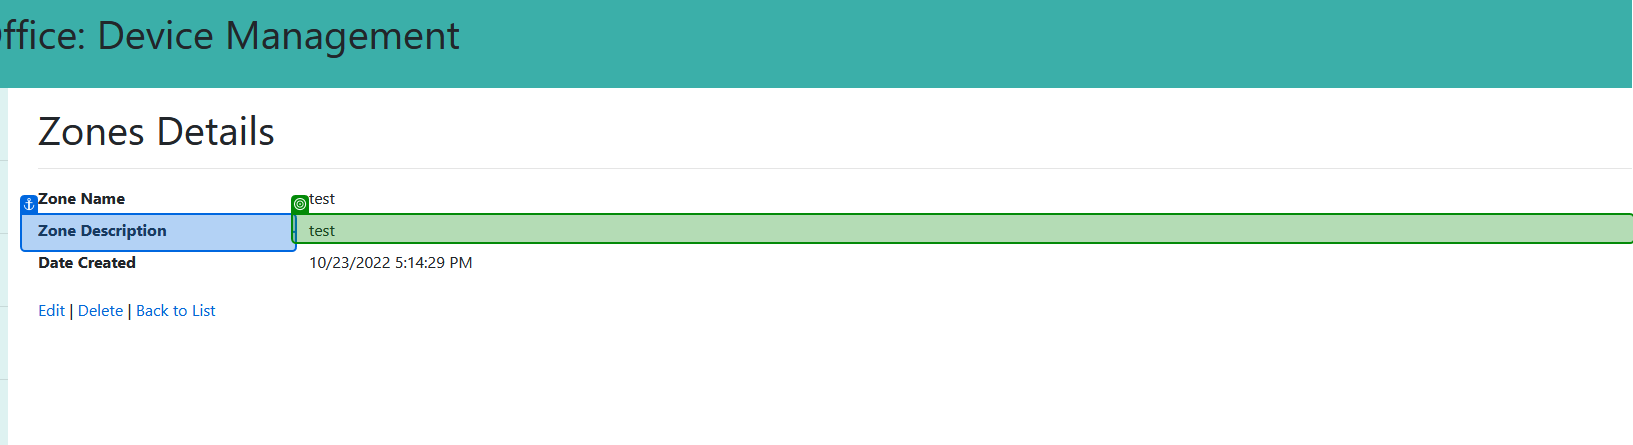 ffice: Device Management
Zones Details
Zone Name test
Zone Description test
Date Created 10/23/2022 5:14:29 PM
Edit | Delete | Back to List